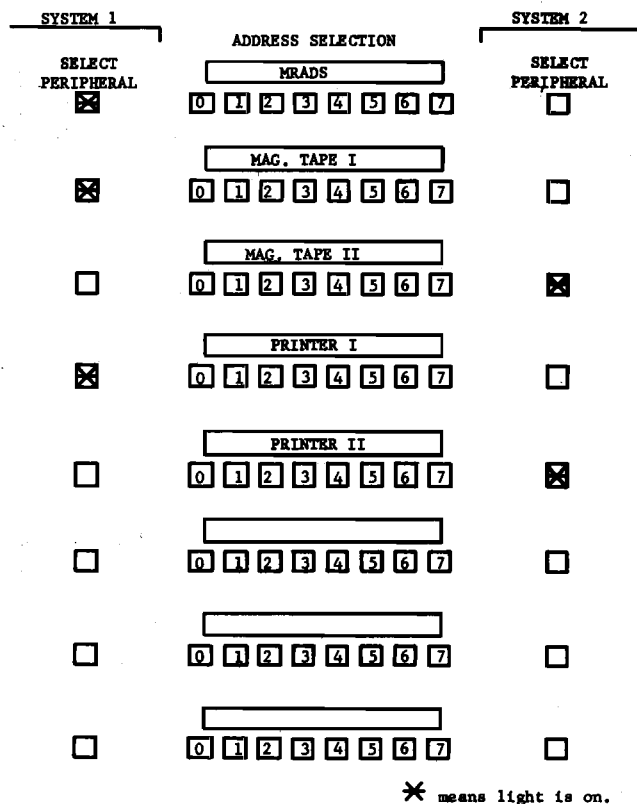 SYSTEM 1 SYSTEM 2
ADDRESS SELECTION
SELECT PERIPHERAL
SELECT PERIPHERAL
MRADS
0 1 2 3 4 5 6 7
MAG. TAPE I
0 1 2 3 4 5 6 7
MAG. TAPE II
0 1 2 3 4 5 6 7
PRINTER I
0 1 2 3 4 5 6 7
PRINTER II
0 1 2 3 4 5 6 7
0 1 2 3 4 5 6 7
0 1 2 3 4 5 6 7
0 1 2 3 4 5 6 7
means light is on.